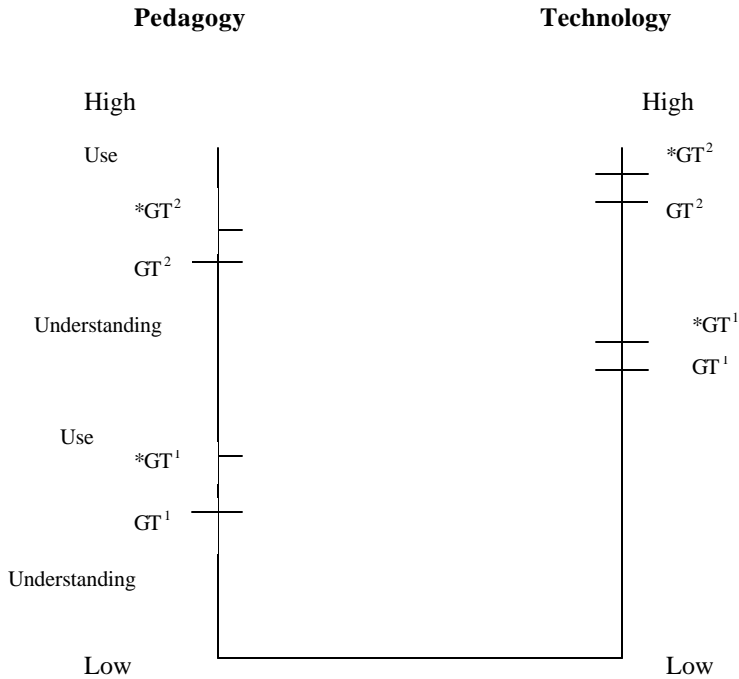 Pedagogy Technology
High High
Use *GT²
*GT² GT²
GT²
Understanding *GT¹
GT¹
Use
*GT¹
GT¹
Understanding
Low Low